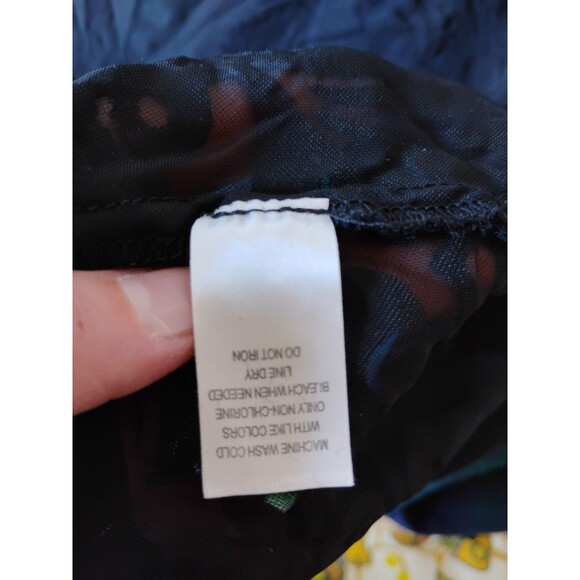 MACHINE WASH COLD
WITH LIKE COLORS
ONLY NON-CHLORINE
BLEACH WHEN NEEDED
LINE DRY
DO NOT IRON